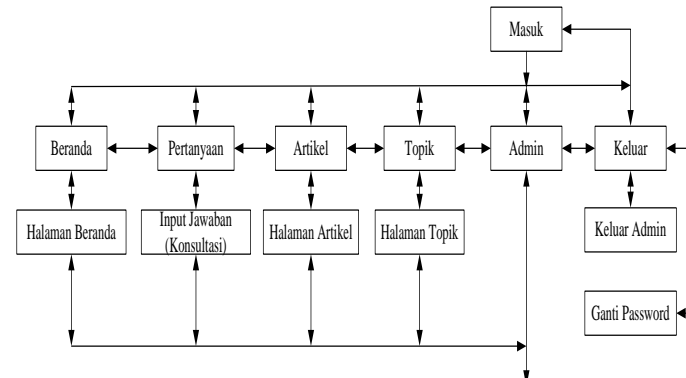 Masuk
Beranda
Pertanyaan
Artikel
Topik
Admin
Keluar
Halaman Beranda
Input Jawaban
(Konsultasi)
Halaman Artikel
Halaman Topik
Keluar Admin
Ganti Password